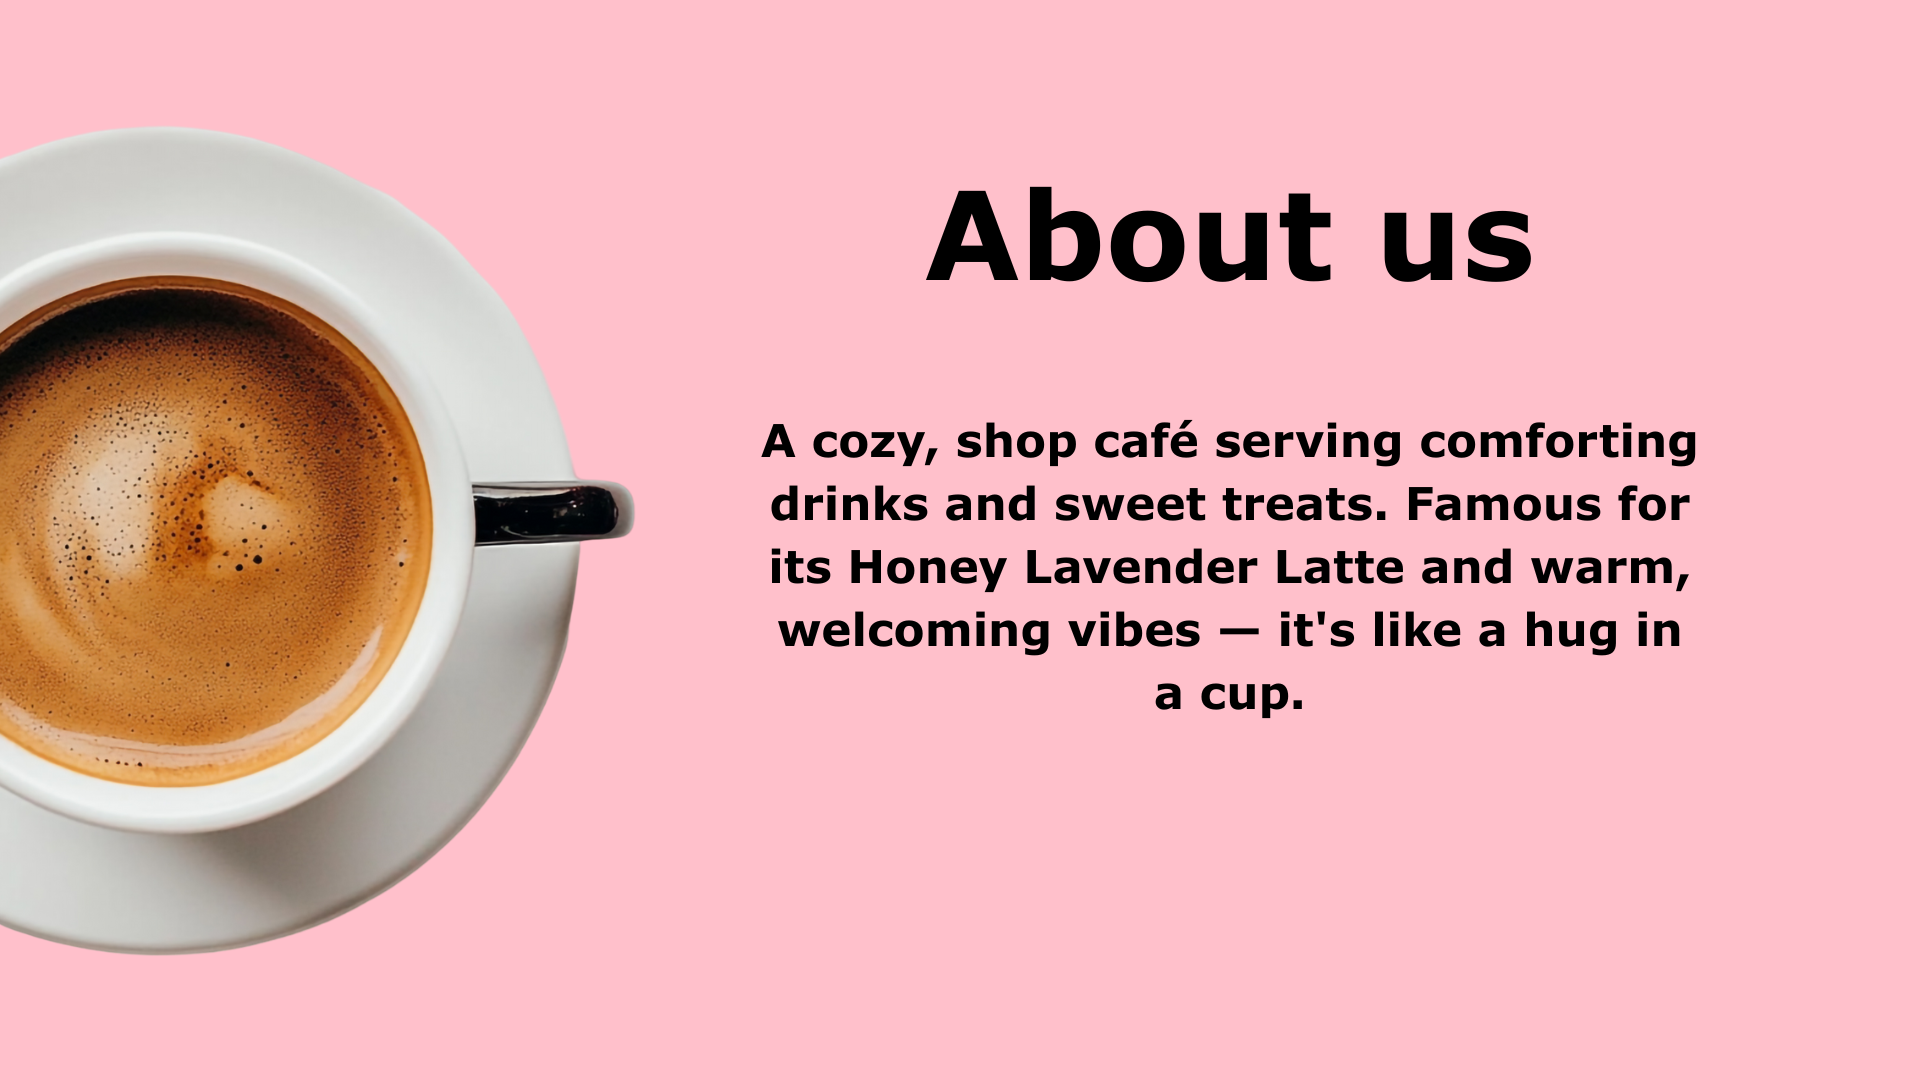 About us
A cozy, shop café serving comforting
drinks and sweet treats. Famous for
its Honey Lavender Latte and warm,
welcoming vibes — it's like a hug in
a cup.